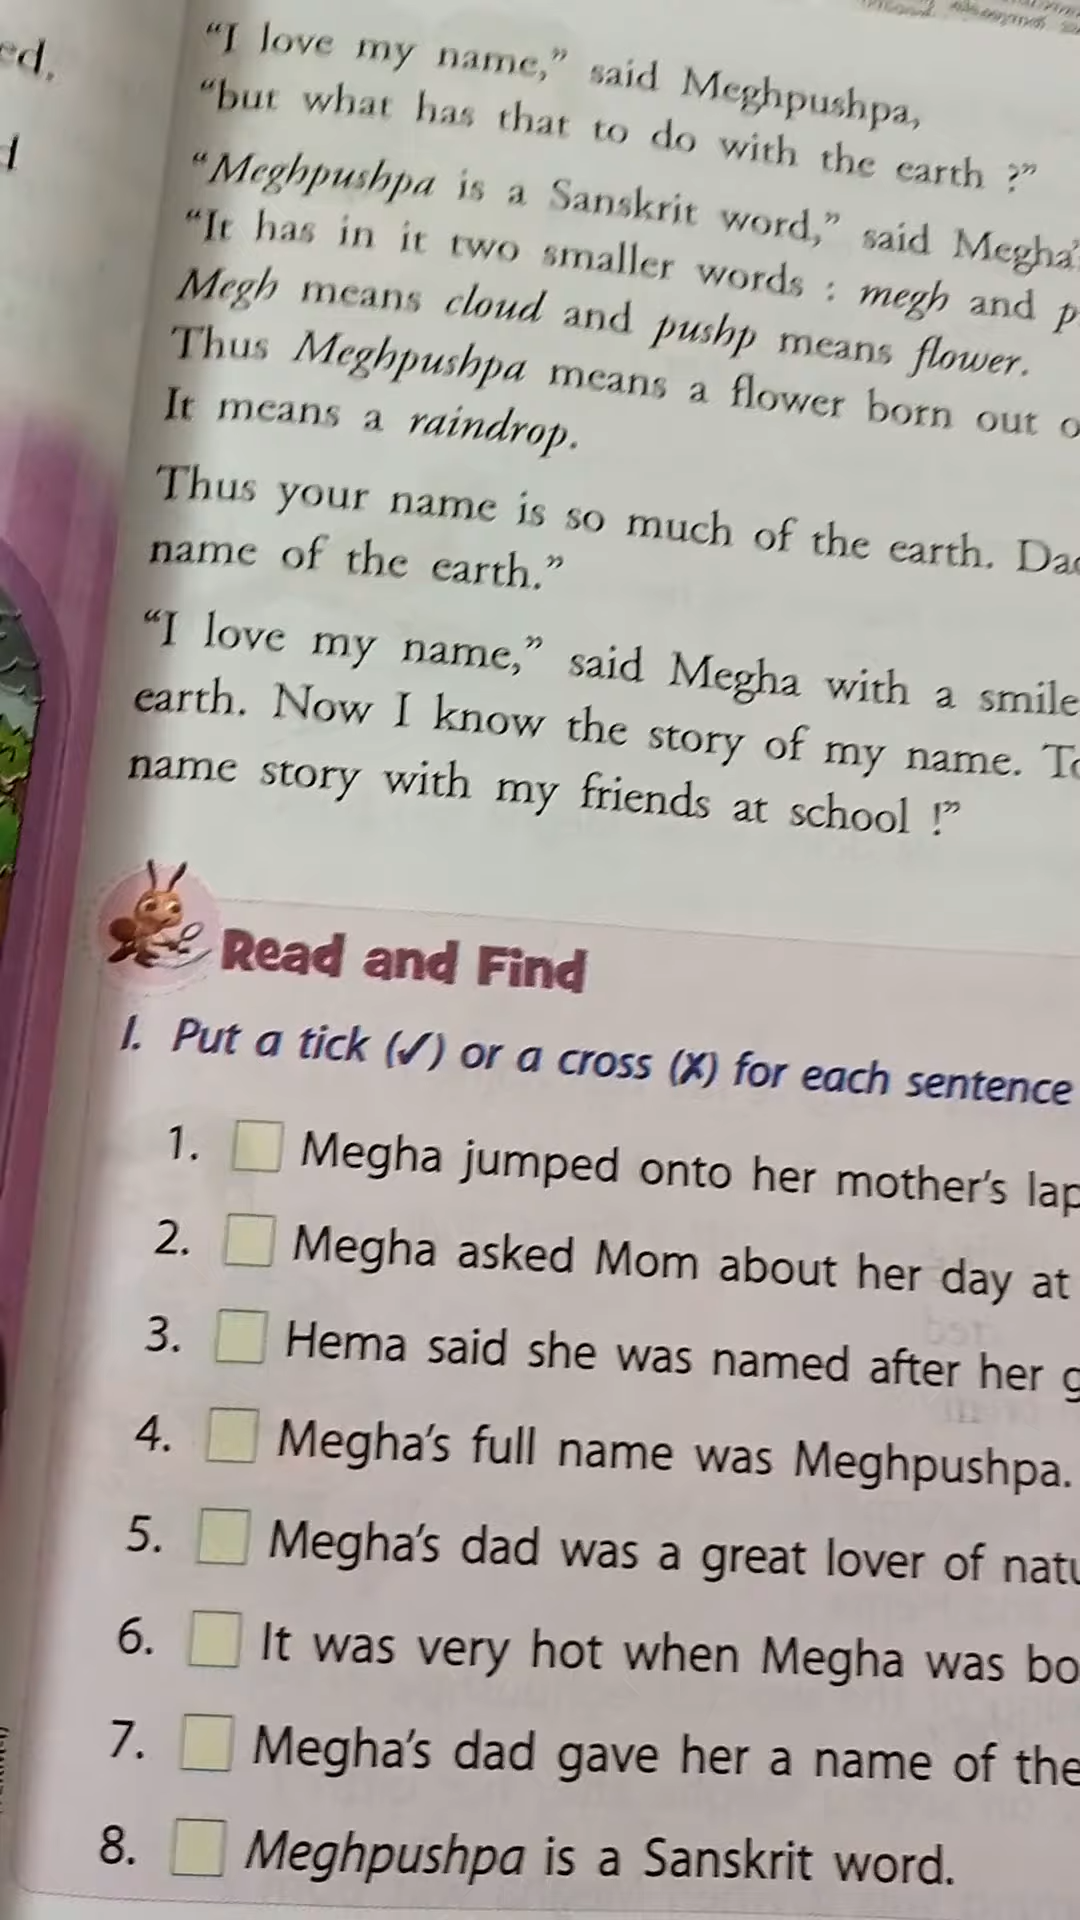 ed,
"I love my name," said Meghpushpa,
"but what has that to do with the earth ?"
"Meghpushpa is a Sanskrit word," said Megha
"It has in it two smaller words : megh and p
Megh means cloud and pushp means flower.
Thus Meghpushpa means a flower born out o
It means a raindrop.
Thus your name is so much of the earth. Dad
name of the earth."
"I love my name," said Megha with a smile
earth. Now I know the story of my name. To
name story with my friends at school !"
Read and Find
I. Put a tick (✓) or a cross (✗) for each sentence
1. Megha jumped onto her mother's lap
2. Megha asked Mom about her day at
3. Hema said she was named after her g
4. Megha's full name was Meghpushpa.
5. Megha's dad was a great lover of natu
6. It was very hot when Megha was bo
7. Megha's dad gave her a name of the
8. Meghpushpa is a Sanskrit word.